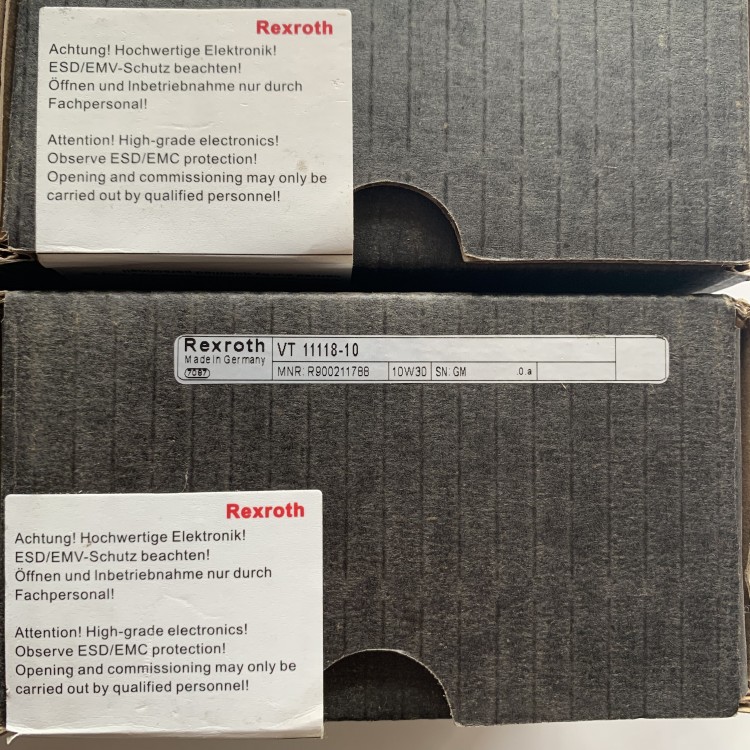 Rexroth
Achtung! Hochwertige Elektronik!
ESD/EMV-Schutz beachten!
Öffnen und Inbetriebnahme nur durch
Fachpersonal!
Attention! High-grade electronics!
Observe ESD/EMC protection!
Opening and commissioning may only be
carried out by qualified personnel!
Rexroth
Made in Germany
7087
VT 11118-10
MNR: R900211788
10W30
SN: GM
.0.a
Rexroth
Achtung! Hochwertige Elektronik!
ESD/EMV-Schutz beachten!
Öffnen und Inbetriebnahme nur durch
Fachpersonal!
Attention! High-grade electronics!
Observe ESD/EMC protection!
Opening and commissioning may only be
carried out by qualified personnel!